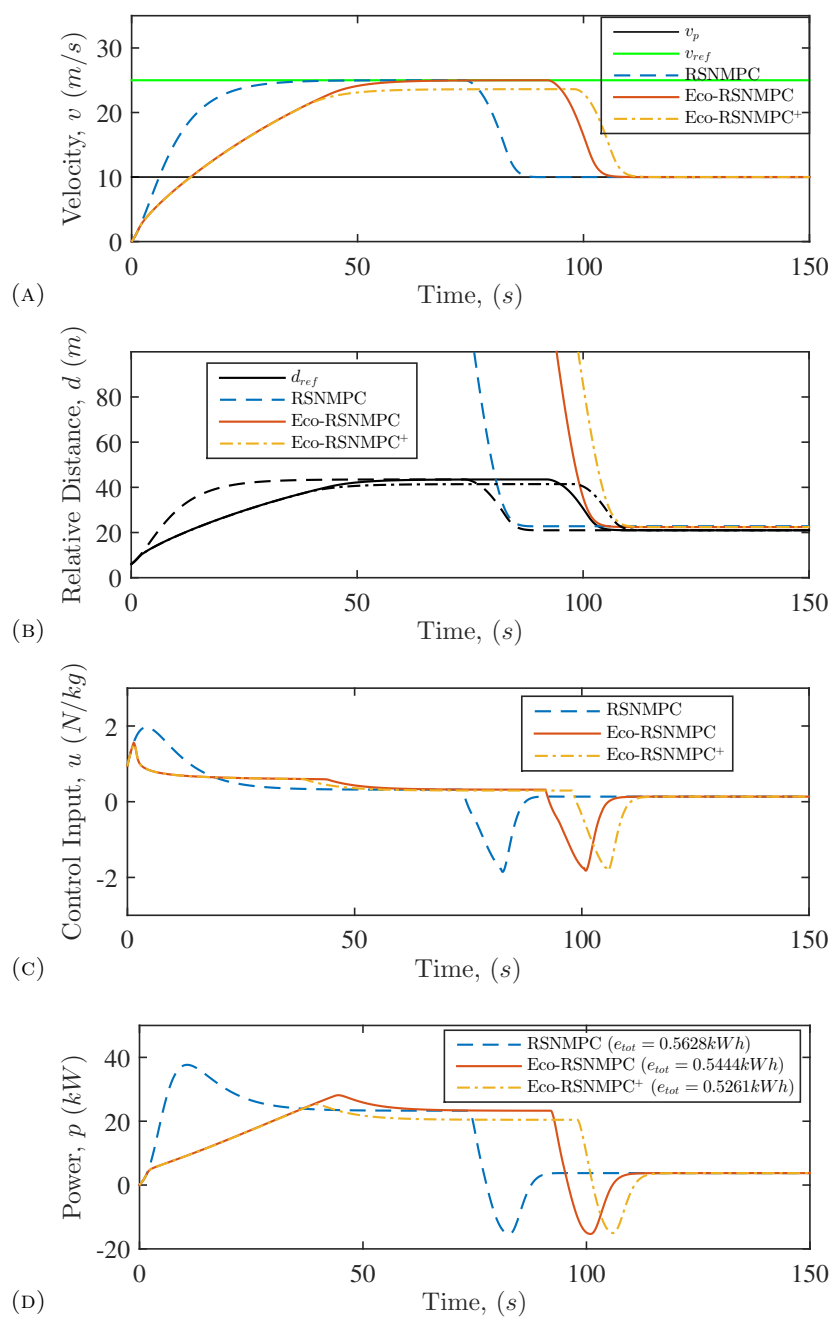 Velocity, v (m/s)
30
20
10
0
v_p
v_ref
RSNMPC
Eco-RSNMPC
Eco-RSNMPC⁺
0 50 100 150
Time, (s)
(A)
Relative Distance, d (m)
80
60
40
20
0
d_ref
RSNMPC
Eco-RSNMPC
Eco-RSNMPC⁺
0 50 100 150
Time, (s)
(B)
Control Input, u (N/kg)
2
0
-2
RSNMPC
Eco-RSNMPC
Eco-RSNMPC⁺
0 50 100 150
Time, (s)
(C)
Power, p (kW)
40
20
0
-20
RSNMPC (e_tot = 0.5628kWh)
Eco-RSNMPC (e_tot = 0.5444kWh)
Eco-RSNMPC⁺ (e_tot = 0.5261kWh)
0 50 100 150
Time, (s)
(D)